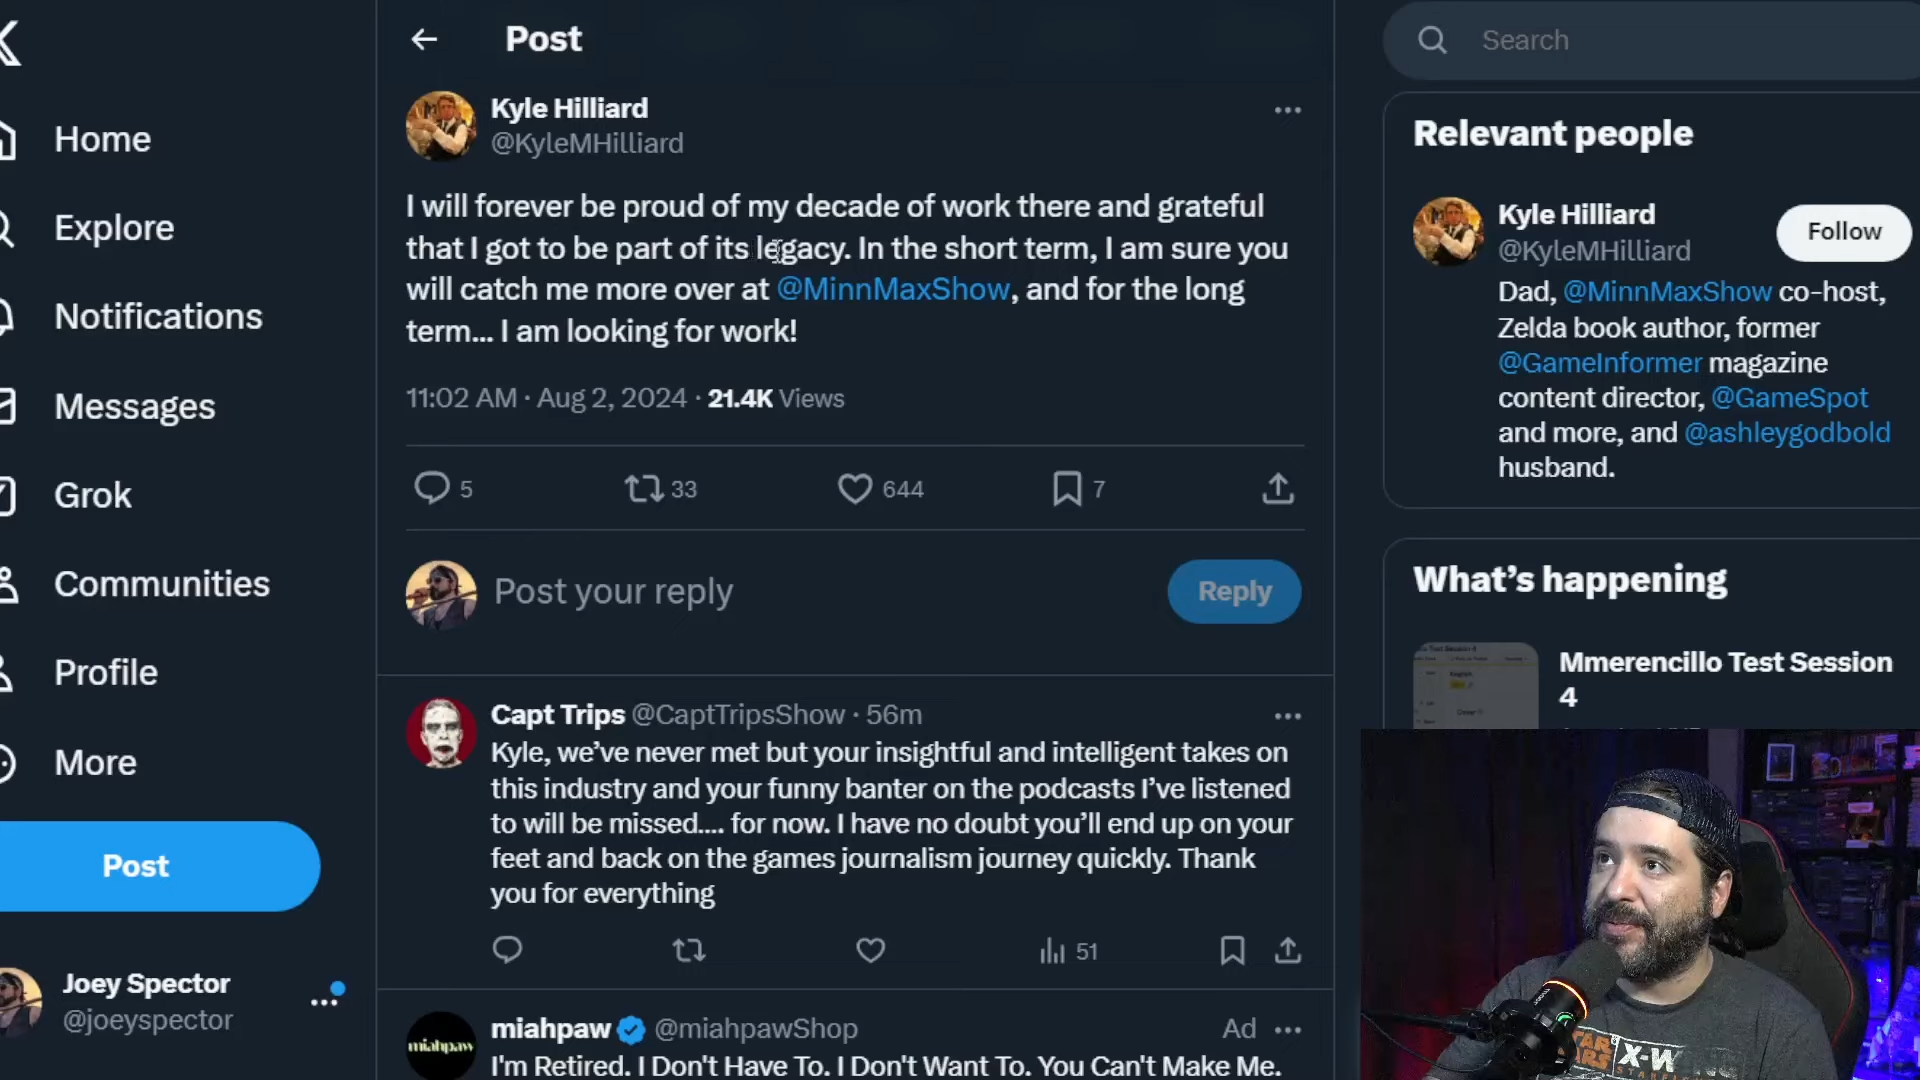 Post
Search
Kyle Hilliard
@KyleMHilliard
I will forever be proud of my decade of work there and grateful
that I got to be part of its legacy. In the short term, I am sure you
will catch me more over at @MinnMaxShow, and for the long
term... I am looking for work!
11:02 AM · Aug 2, 2024 · 21.4K Views
5 33 644 7
Post your reply
Reply
Capt Trips @CaptTripsShow · 56m
Kyle, we’ve never met but your insightful and intelligent takes on
this industry and your funny banter on the podcasts I’ve listened
to will be missed.... for now. I have no doubt you’ll end up on your
feet and back on the games journalism journey quickly. Thank
you for everything
51
miahpaw
miahpaw @miahpawShop Ad
I'm Retired. I Don't Have To. I Don't Want To. You Can't Make Me.
Home
Explore
Notifications
Messages
Grok
Communities
Profile
More
Post
Joey Spector
@joeyspector
Relevant people
Kyle Hilliard
@KyleMHilliard
Follow
Dad, @MinnMaxShow co-host,
Zelda book author, former
@GameInformer magazine
content director, @GameSpot
and more, and @ashleygodbold
husband.
What’s happening
Mmerencillo Test Session
4
STAR
WARS
X-W